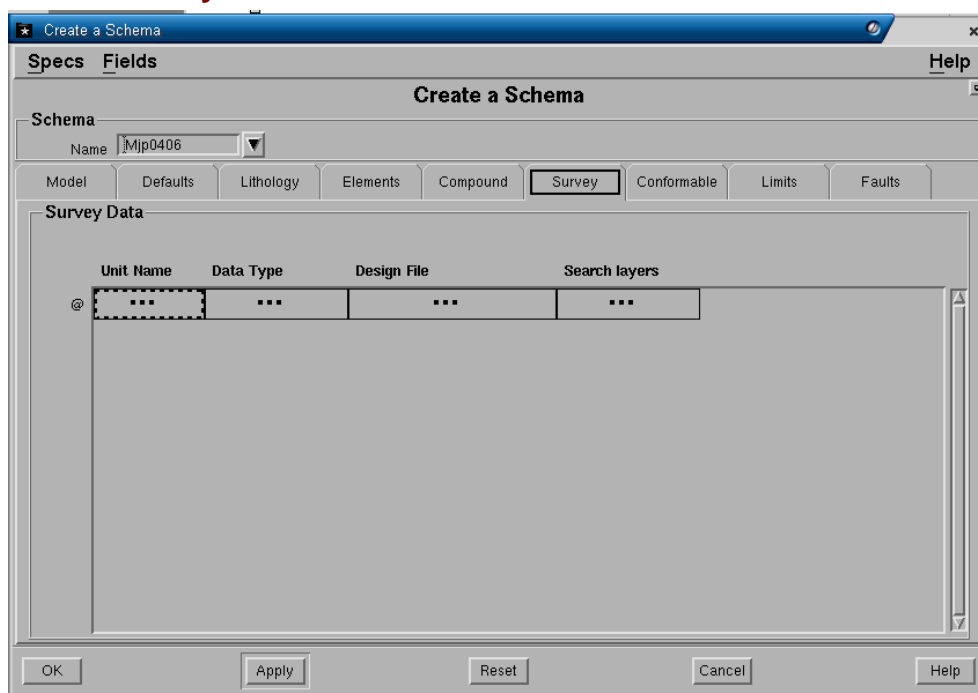 Create a Schema
Specs Fields Help
Create a Schema
Schema
Name Mjp0406
Model Defaults Lithology Elements Compound Survey Conformable Limits Faults
Survey Data
Unit Name Data Type Design File Search layers
@ ... ... ... ...
OK Apply Reset Cancel Help